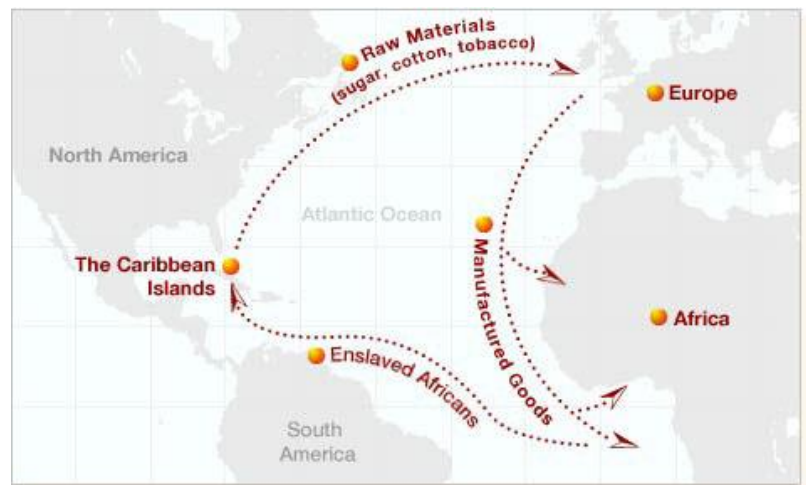 Raw Materials
(sugar, cotton, tobacco)
Europe
North America
Atlantic Ocean
The Caribbean
Islands
Manufactured Goods
Africa
Enslaved Africans
South
America